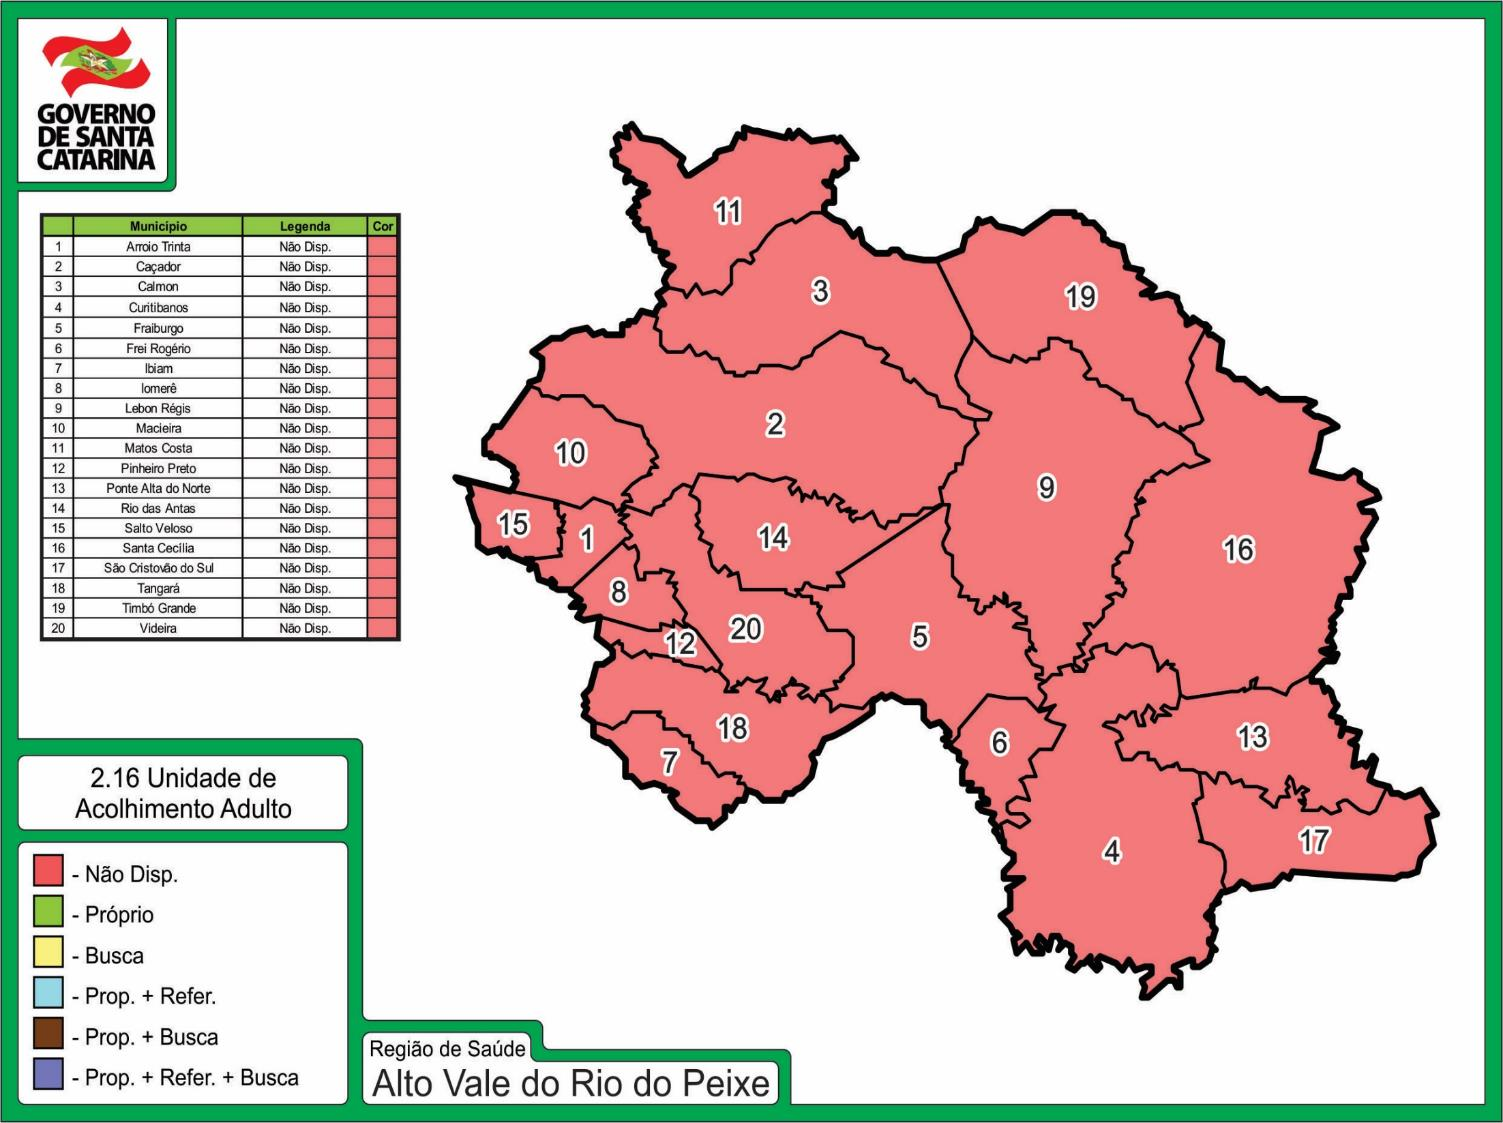 GOVERNO
DE SANTA
CATARINA
Município Legenda Cor
1 Arroio Trinta Não Disp.
2 Caçador Não Disp.
3 Calmon Não Disp.
4 Curitibanos Não Disp.
5 Fraiburgo Não Disp.
6 Frei Rogério Não Disp.
7 Ibiam Não Disp.
8 Iomerê Não Disp.
9 Lebon Régis Não Disp.
10 Macieira Não Disp.
11 Matos Costa Não Disp.
12 Pinheiro Preto Não Disp.
13 Ponte Alta do Norte Não Disp.
14 Rio das Antas Não Disp.
15 Salto Veloso Não Disp.
16 Santa Cecília Não Disp.
17 São Cristovão do Sul Não Disp.
18 Tangará Não Disp.
19 Timbó Grande Não Disp.
20 Videira Não Disp.
11
3
19
2
10
9
15
1
14
16
8
20
12
5
18
6
13
7
4
17
2.16 Unidade de
Acolhimento Adulto
- Não Disp.
- Próprio
- Busca
- Prop. + Refer.
- Prop. + Busca
- Prop. + Refer. + Busca
Região de Saúde
Alto Vale do Rio do Peixe